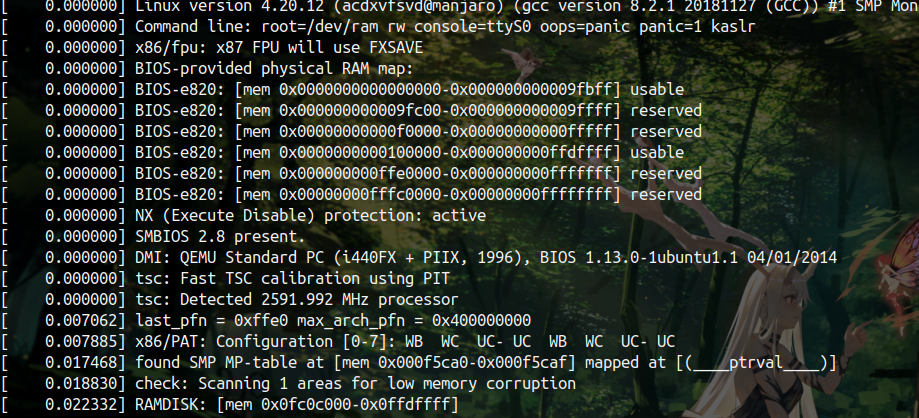 [    0.000000] Linux version 4.20.12 (acdxvfsvd@manjaro) (gcc version 8.2.1 20181127 (GCC)) #1 SMP Mon
[    0.000000] Command line: root=/dev/ram rw console=ttyS0 oops=panic panic=1 kaslr
[    0.000000] x86/fpu: x87 FPU will use FXSAVE
[    0.000000] BIOS-provided physical RAM map:
[    0.000000] BIOS-e820: [mem 0x0000000000000000-0x000000000009fbff] usable
[    0.000000] BIOS-e820: [mem 0x000000000009fc00-0x000000000009ffff] reserved
[    0.000000] BIOS-e820: [mem 0x00000000000f0000-0x00000000000fffff] reserved
[    0.000000] BIOS-e820: [mem 0x0000000000100000-0x000000000ffdffff] usable
[    0.000000] BIOS-e820: [mem 0x000000000ffe0000-0x000000000fffffff] reserved
[    0.000000] BIOS-e820: [mem 0x00000000fffc0000-0x00000000ffffffff] reserved
[    0.000000] NX (Execute Disable) protection: active
[    0.000000] SMBIOS 2.8 present.
[    0.000000] DMI: QEMU Standard PC (i440FX + PIIX, 1996), BIOS 1.13.0-1ubuntu1.1 04/01/2014
[    0.000000] tsc: Fast TSC calibration using PIT
[    0.000000] tsc: Detected 2591.992 MHz processor
[    0.007062] last_pfn = 0xffe0 max_arch_pfn = 0x400000000
[    0.007885] x86/PAT: Configuration [0-7]: WB  WC  UC- UC  WB  WC  UC- UC
[    0.017468] found SMP MP-table at [mem 0x000f5ca0-0x000f5caf] mapped at [(____ptrval____)]
[    0.018830] check: Scanning 1 areas for low memory corruption
[    0.022332] RAMDISK: [mem 0x0fc0c000-0x0ffdffff]